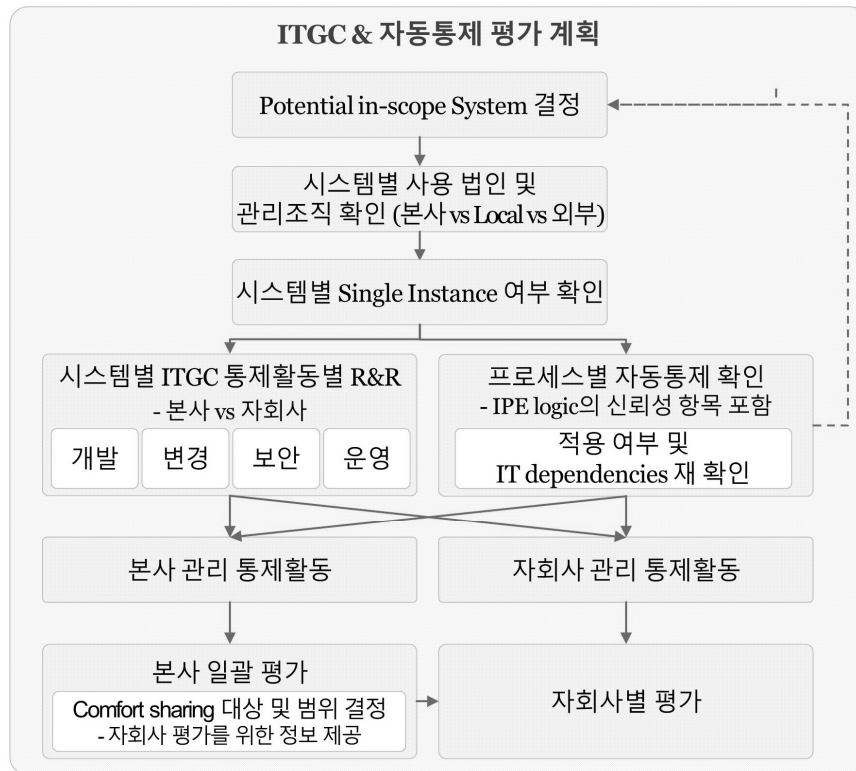 ITGC & 자동통제 평가 계획
Potential in-scope System 결정
시스템별 사용 법인 및
관리조직 확인 (본사 vs Local vs 외부)
시스템별 Single Instance 여부 확인
시스템별 ITGC 통제활동별 R&R
- 본사 vs 자회사
개발
변경
보안
운영
프로세스별 자동통제 확인
- IPE logic의 신뢰성 항목 포함
적용 여부 및
IT dependencies 재 확인
본사 관리 통제활동
자회사 관리 통제활동
본사 일괄 평가
Comfort sharing 대상 및 범위 결정
- 자회사 평가를 위한 정보 제공
자회사별 평가